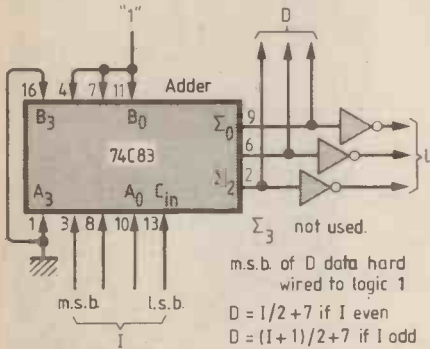 "1"
D
16 4 7 11
Adder
B3 B0 Σ0 9
74C83
6
A3 A0 Cin Σ2 2
1 3 8 10 13
Σ3 not used.
m.s.b. l.s.b.
I
m.s.b. of D data hard
wired to logic 1
D = I/2+7 if I even
D = (I+1)/2+7 if I odd